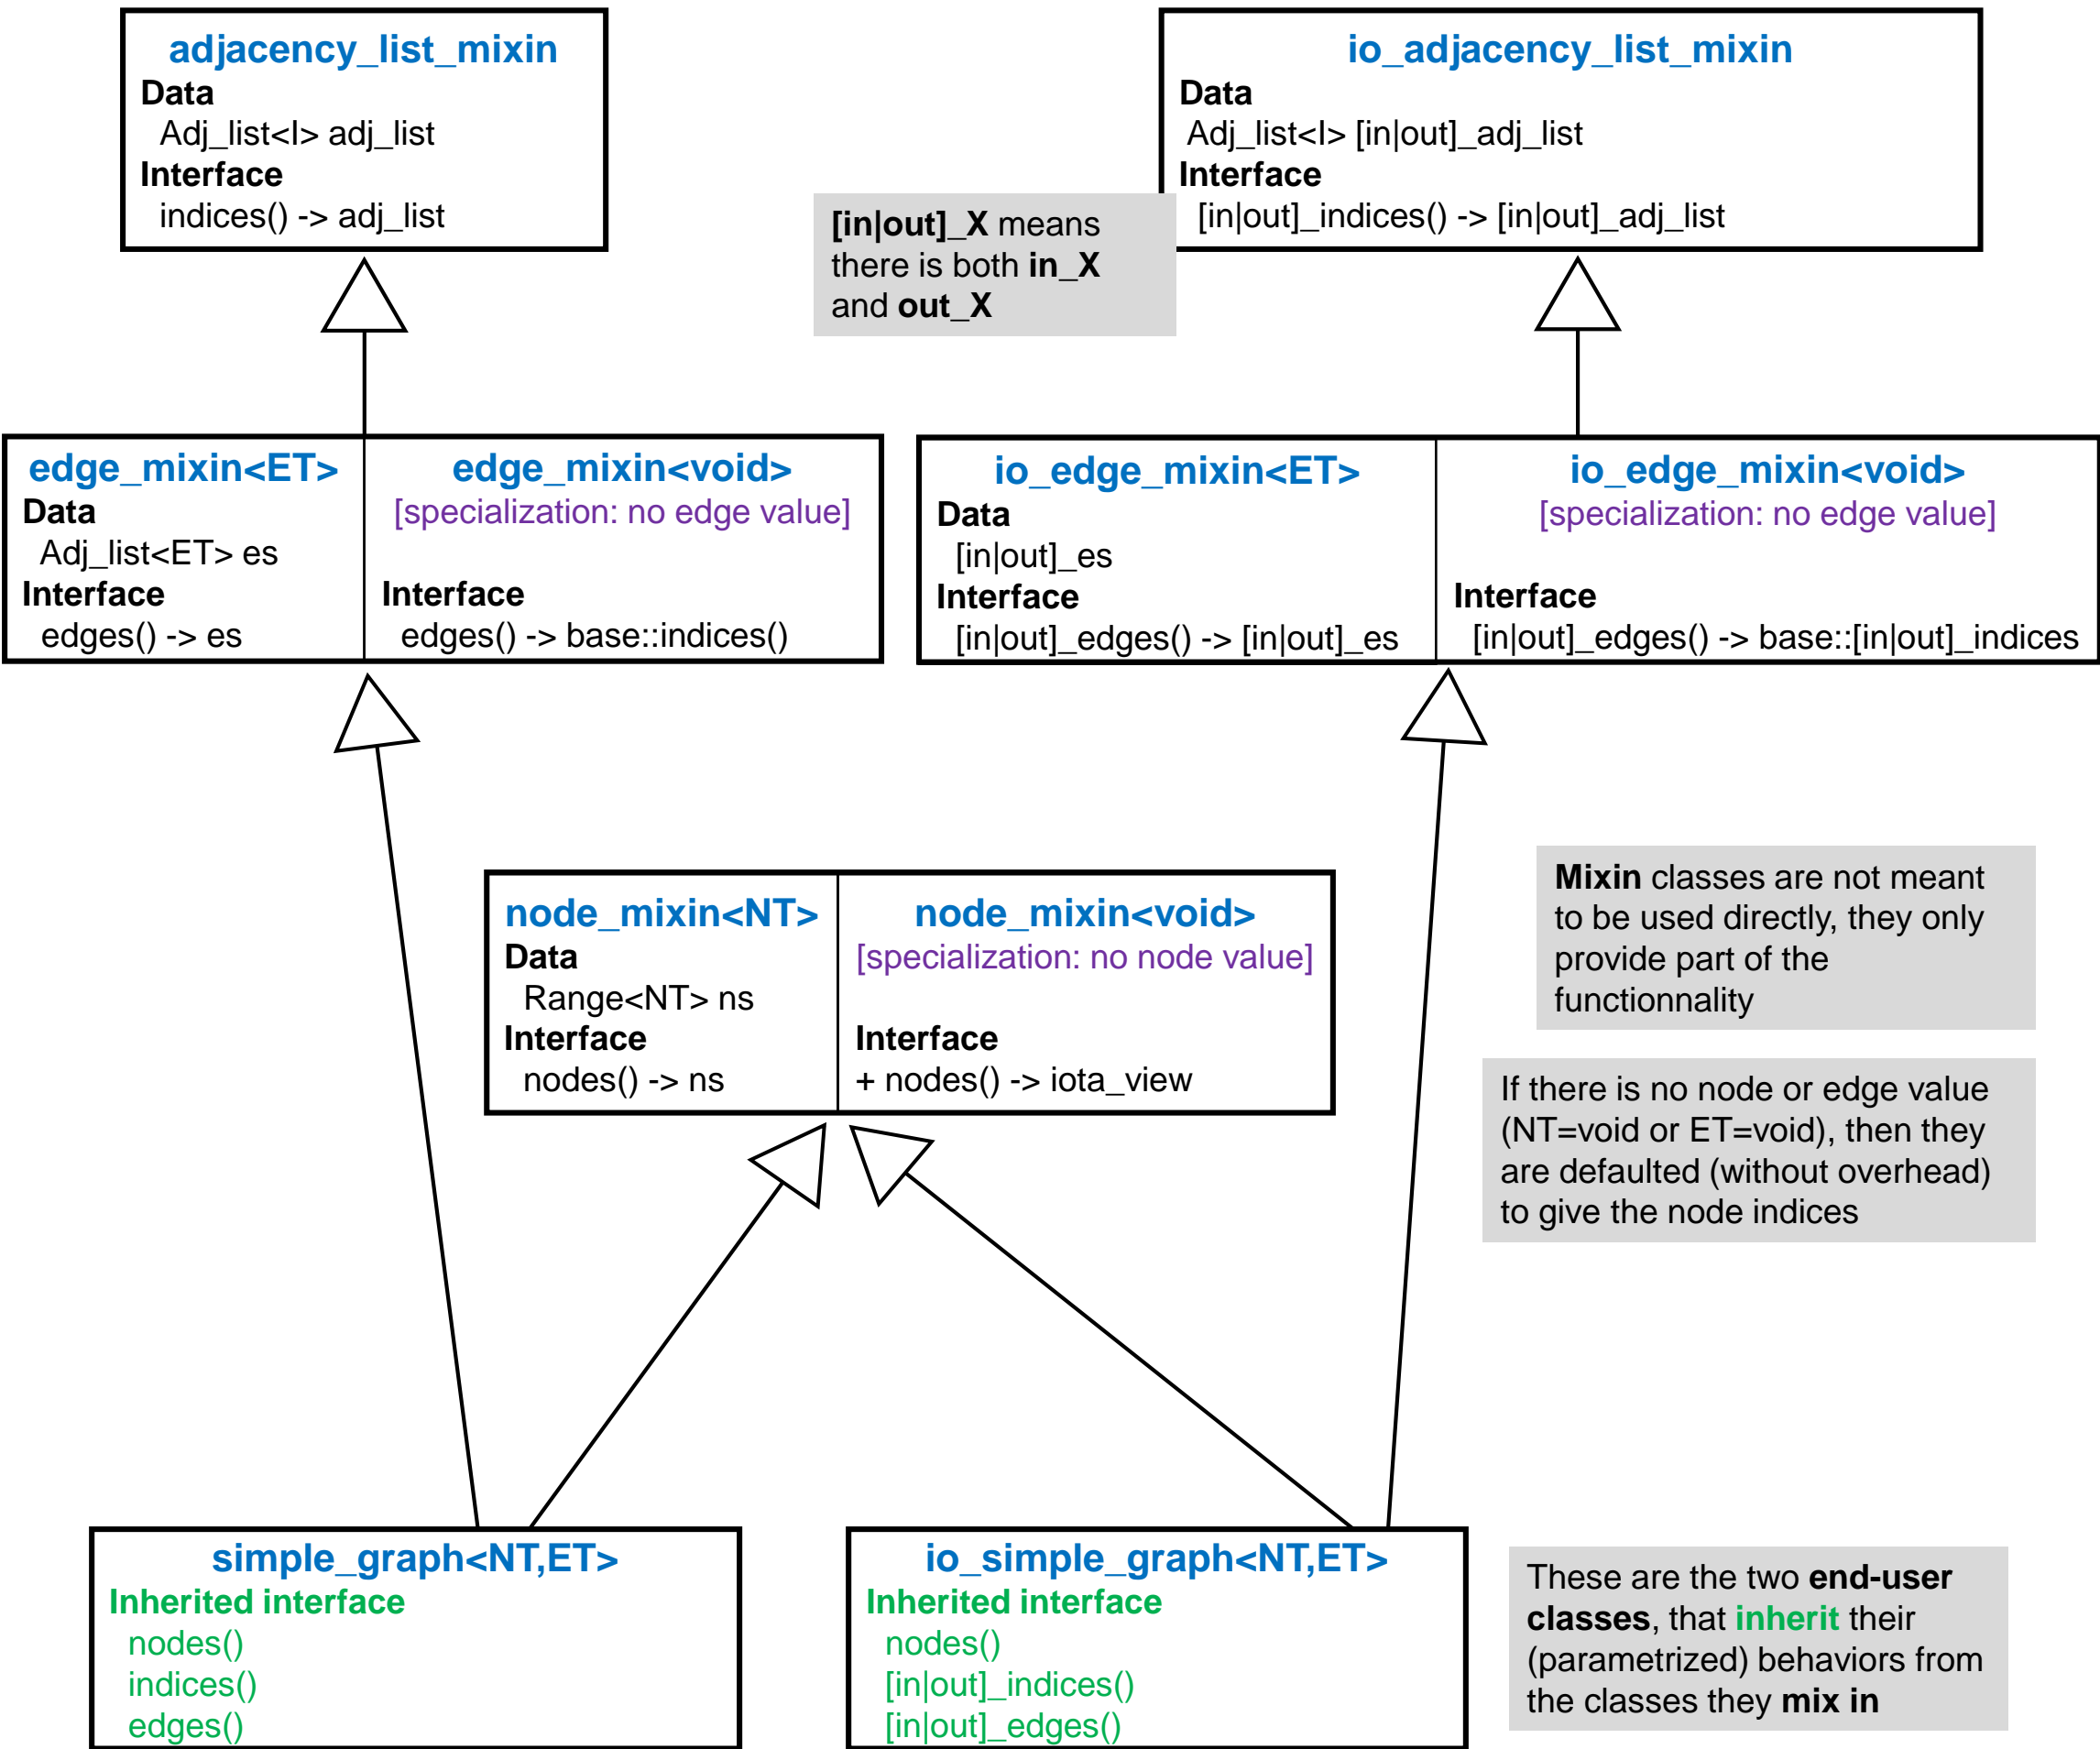 adjacency_list_mixin
Data
Adj_list<I> adj_list
Interface
indices() -> adj_list
io_adjacency_list_mixin
Data
Adj_list<I> [in|out]_adj_list
Interface
[in|out]_indices() -> [in|out]_adj_list
[in|out]_X means
there is both in_X
and out_X
edge_mixin<ET>
Data
Adj_list<ET> es
Interface
edges() -> es
edge_mixin<void>
[specialization: no edge value]
Interface
edges() -> base::indices()
io_edge_mixin<ET>
Data
[in|out]_es
Interface
[in|out]_edges() -> [in|out]_es
io_edge_mixin<void>
[specialization: no edge value]
Interface
[in|out]_edges() -> base::[in|out]_indices
node_mixin<NT>
Data
Range<NT> ns
Interface
nodes() -> ns
node_mixin<void>
[specialization: no node value]
Interface
+ nodes() -> iota_view
Mixin classes are not meant
to be used directly, they only
provide part of the
functionnality
If there is no node or edge value
(NT=void or ET=void), then they
are defaulted (without overhead)
to give the node indices
simple_graph<NT,ET>
Inherited interface
nodes()
indices()
edges()
io_simple_graph<NT,ET>
Inherited interface
nodes()
[in|out]_indices()
[in|out]_edges()
These are the two end-user
classes, that inherit their
(parametrized) behaviors from
the classes they mix in